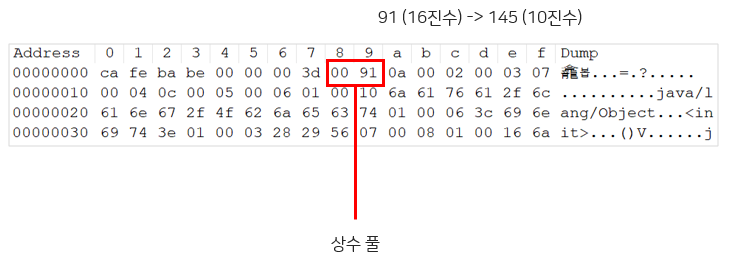 91 (16진수) -> 145 (10진수)
Address 0 1 2 3 4 5 6 7 8 9 a b c d e f Dump
00000000 ca fe ba be 00 00 00 3d 00 91 0a 00 02 00 03 07 龕봅...=.?.....
00000010 00 04 0c 00 05 00 06 01 00 10 6a 61 76 61 2f 6c ..........java/l
00000020 61 6e 67 2f 4f 62 6a 65 63 74 01 00 06 3c 69 6e ang/Object...<in
00000030 69 74 3e 01 00 03 28 29 56 07 00 08 01 00 16 6a it>...()V......j
상수 풀